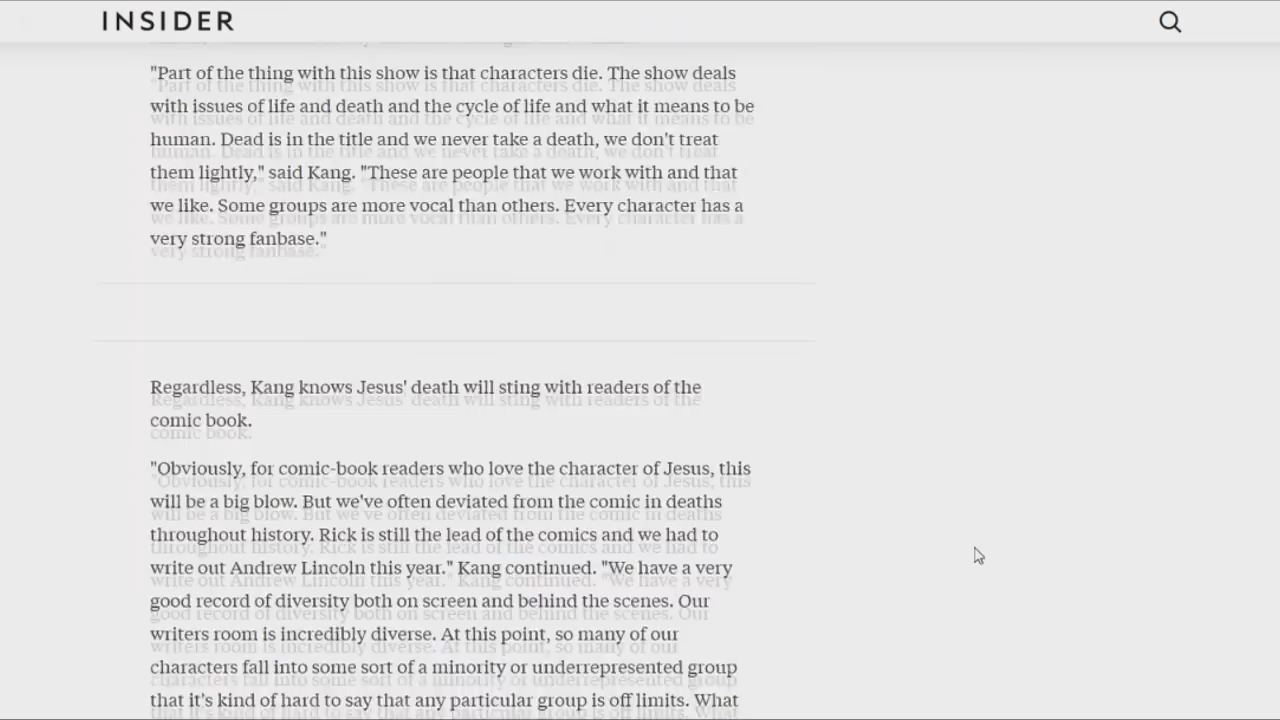 INSIDER
"Part of the thing with this show is that characters die. The show deals
with issues of life and death and the cycle of life and what it means to be
human. Dead is in the title and we never take a death, we don't treat
them lightly," said Kang. "These are people that we work with and that
we like. Some groups are more vocal than others. Every character has a
very strong fanbase."
Regardless, Kang knows Jesus' death will sting with readers of the
comic book.
"Obviously, for comic-book readers who love the character of Jesus, this
will be a big blow. But we've often deviated from the comic in deaths
throughout history. Rick is still the lead of the comics and we had to
write out Andrew Lincoln this year." Kang continued. "We have a very
good record of diversity both on screen and behind the scenes. Our
writers room is incredibly diverse. At this point, so many of our
characters fall into some sort of a minority or underrepresented group
that it's kind of hard to say that any particular group is off limits. What